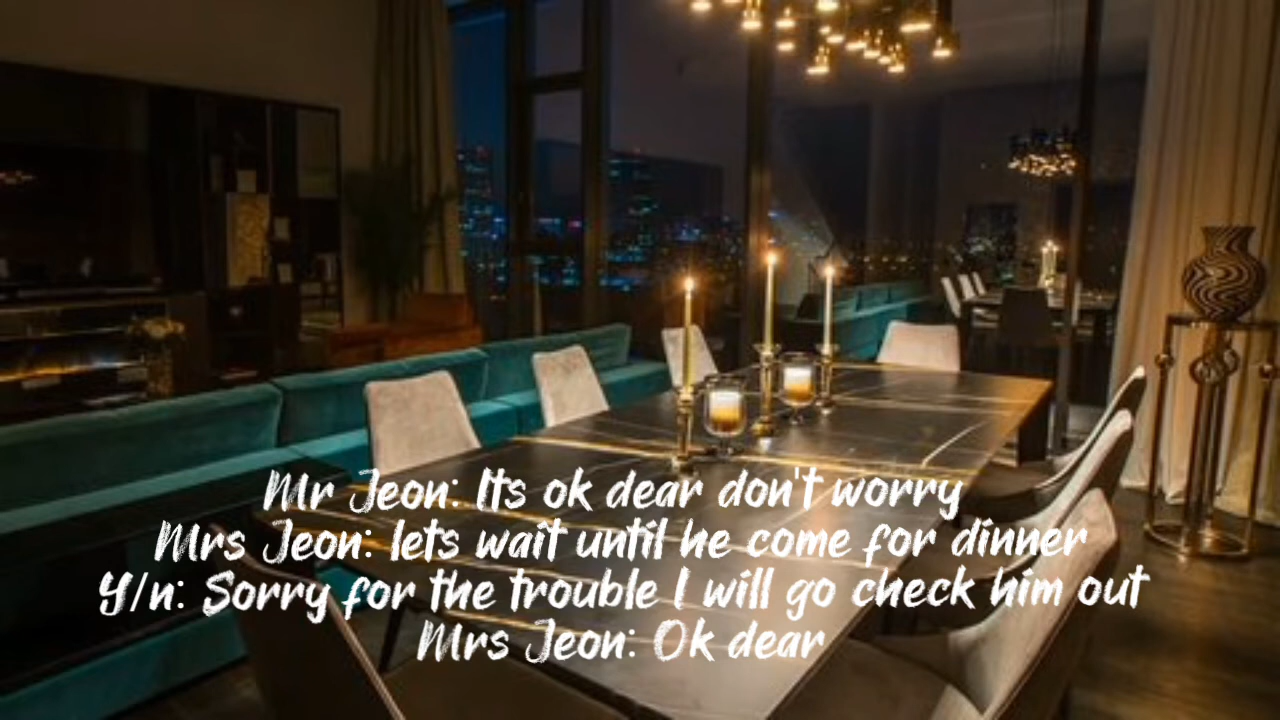 Mr Jeon: Its ok dear don't worry
Mrs Jeon: lets wait until he come for dinner
Y/n: Sorry for the trouble I will go check him out
Mrs Jeon: Ok dear